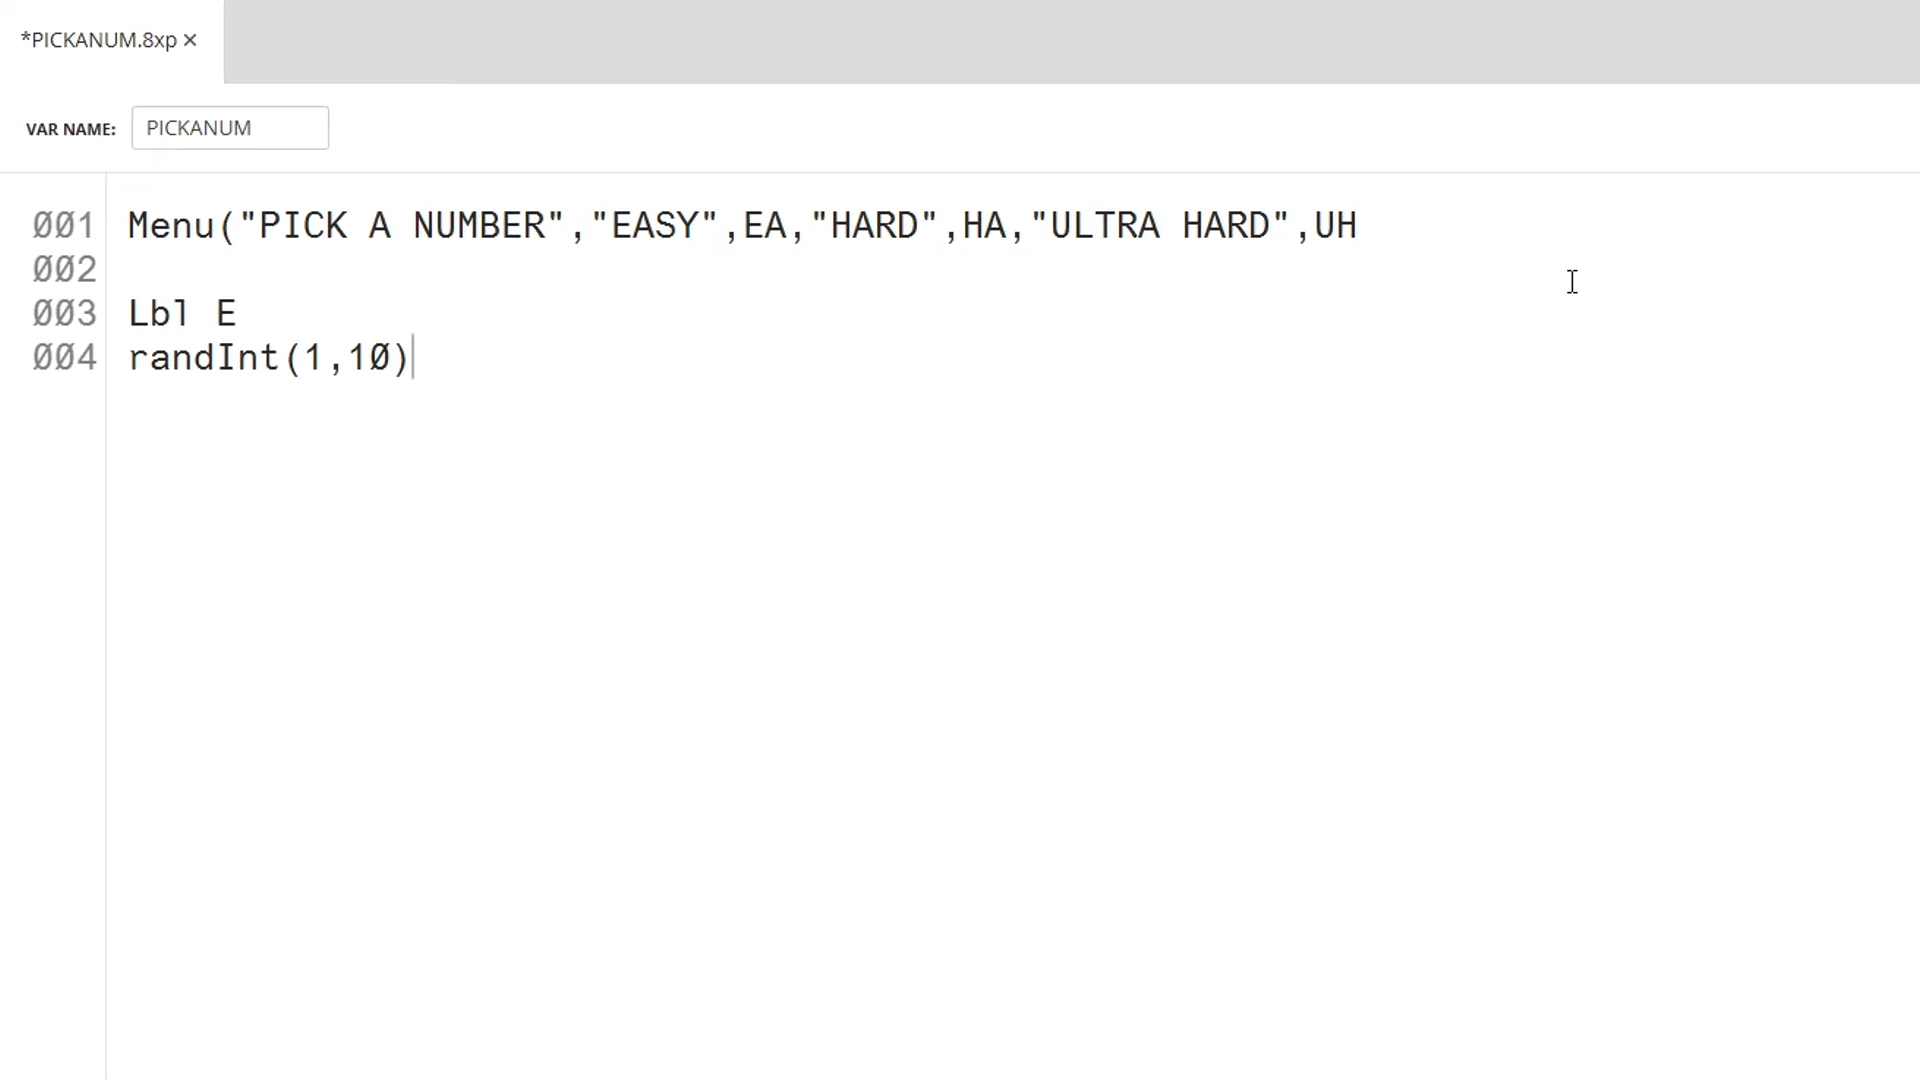 *PICKANUM.8xp ×
VAR NAME: PICKANUM
001 Menu("PICK A NUMBER","EASY",EA,"HARD",HA,"ULTRA HARD",UH
002
003 Lbl E
004 randInt(1,10)